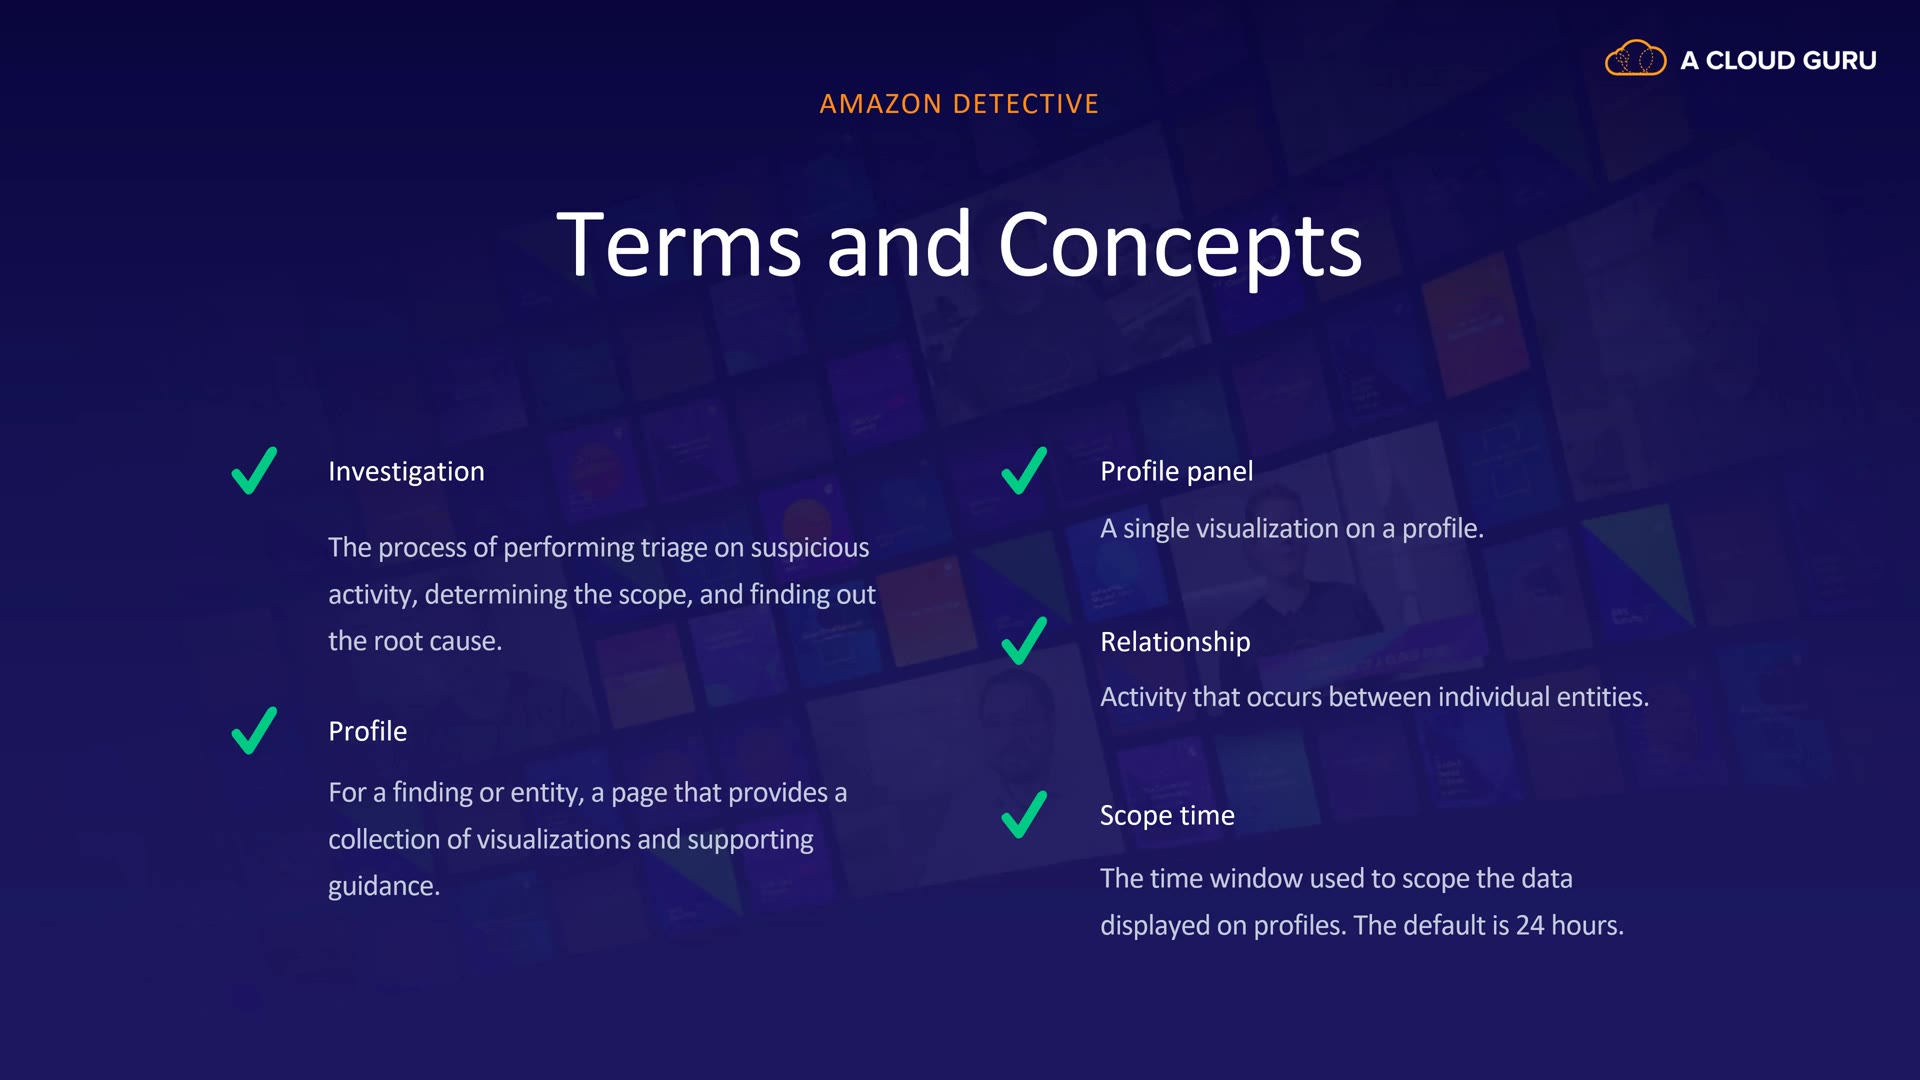 A CLOUD GURU
AMAZON DETECTIVE
Terms and Concepts
Investigation
The process of performing triage on suspicious
activity, determining the scope, and finding out
the root cause.
Profile
For a finding or entity, a page that provides a
collection of visualizations and supporting
guidance.
Profile panel
A single visualization on a profile.
Relationship
Activity that occurs between individual entities.
Scope time
The time window used to scope the data
displayed on profiles. The default is 24 hours.